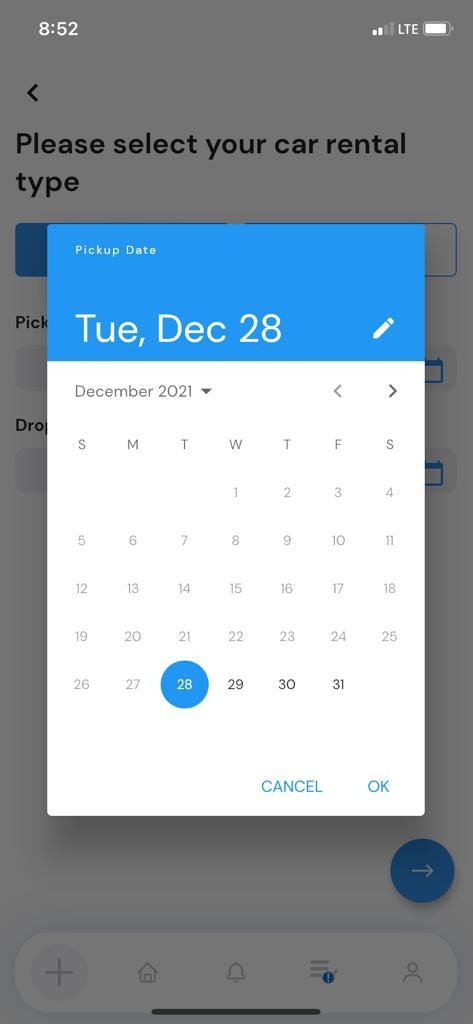 8:52
LTE
Please select your car rental
type
Pickup Date
Tue, Dec 28
Pick
December 2021
Drop
S M T W T F S
1 2 3 4
5 6 7 8 9 10 11
12 13 14 15 16 17 18
19 20 21 22 23 24 25
26 27 28 29 30 31
CANCEL OK